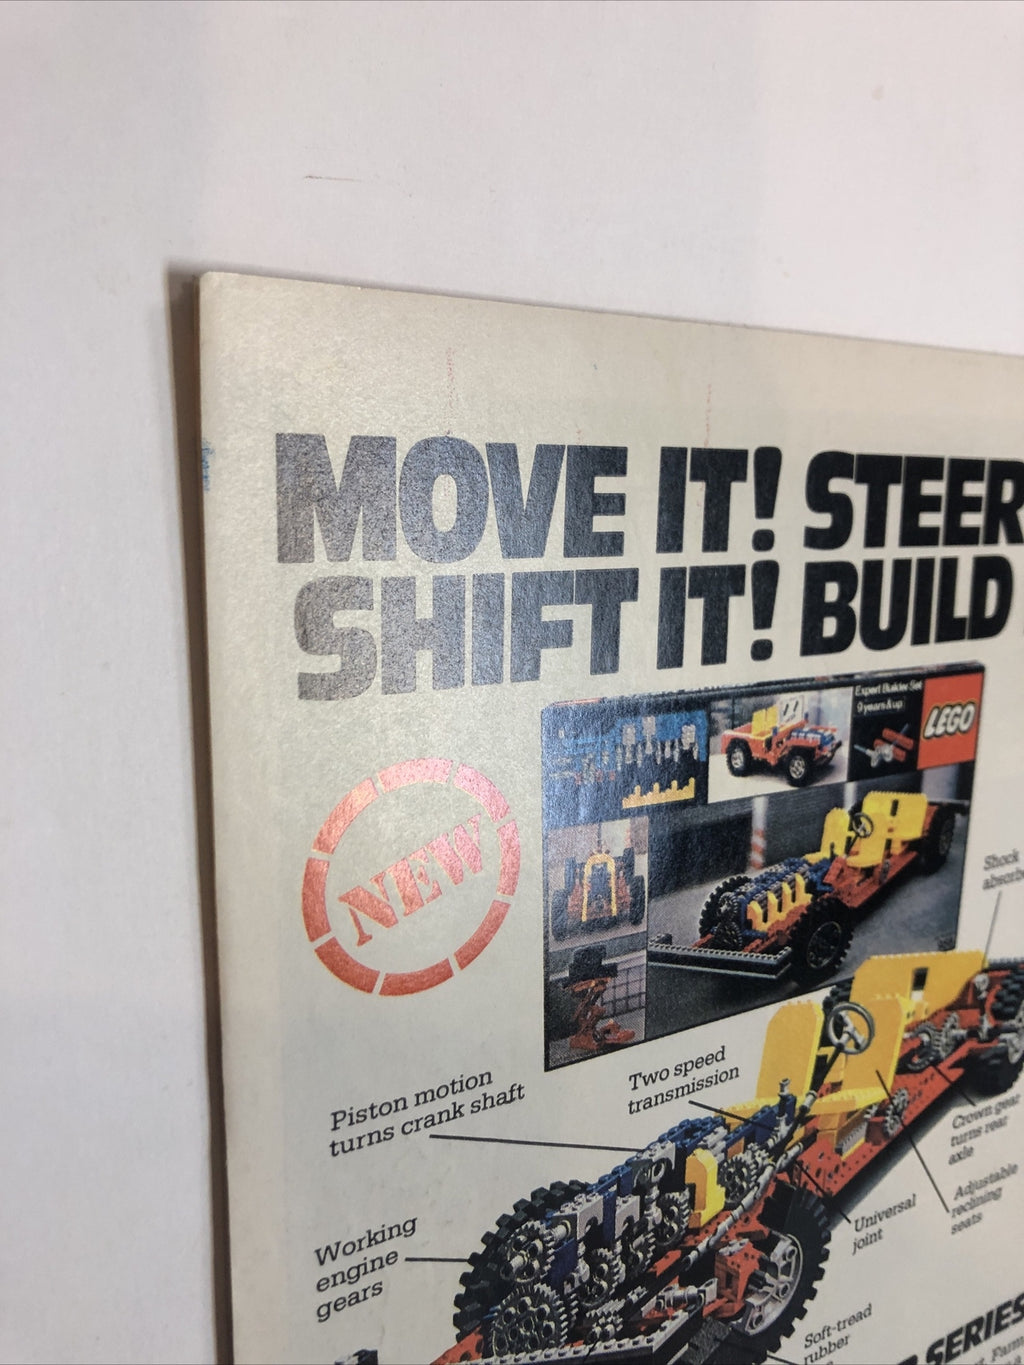 MOVE IT! STEER
SHIFT IT! BUILD
Expert Builder Set
9 years & up
LEGO
NEW
Shock
Piston motion
turns crank shaft
Two speed
transmission
Crown gear
turns rear
axle
Adjustable
reclining
seats
Universal
joint
Working
engine
gears
Soft-tread
rubber
SERIES